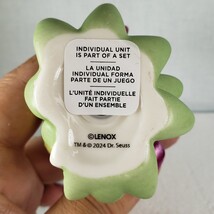 INDIVIDUAL UNIT
IS PART OF A SET
LA UNIDAD
INDIVIDUAL FORMA
PARTE DE UN JUEGO
L'UNITÉ INDIVIDUELLE
FAIT PARTIE
D'UN ENSEMBLE
©LENOX
TM & © 2024 Dr. Seuss